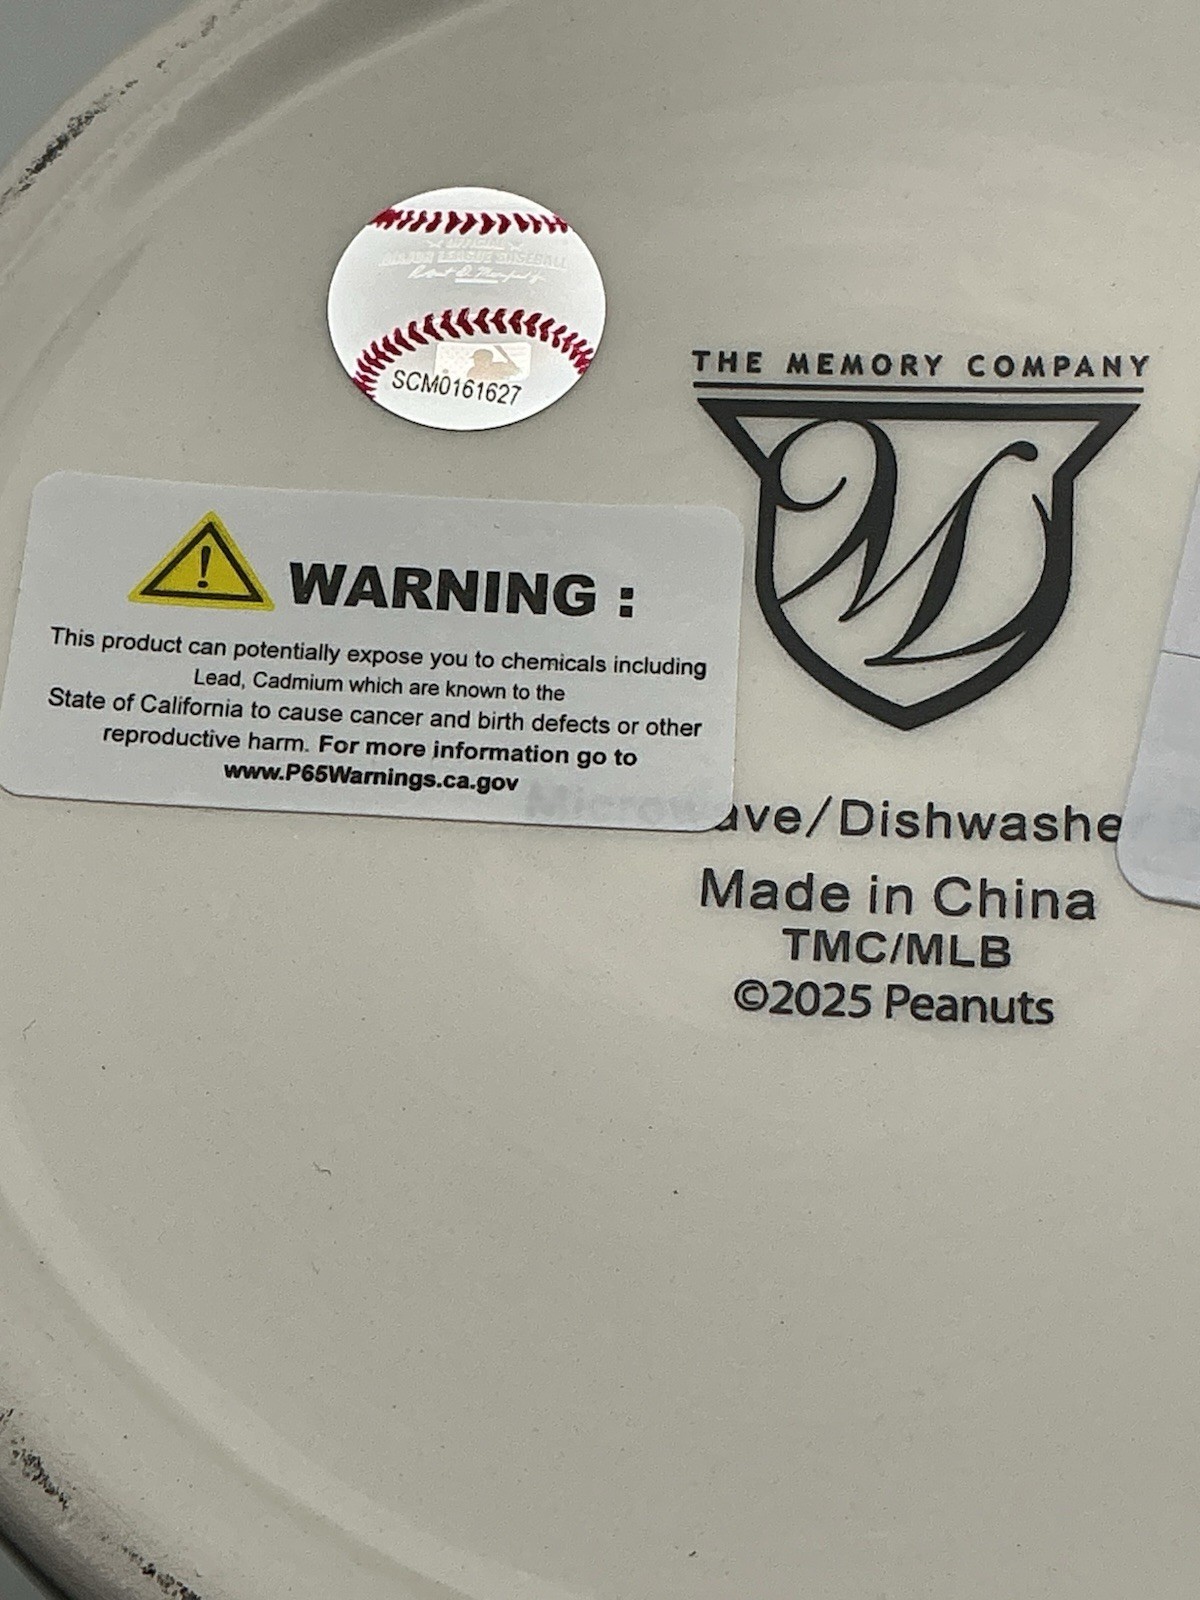 OFFICIAL
MAJOR LEAGUE BASEBALL
SCM0161627
THE MEMORY COMPANY
M
WARNING :
This product can potentially expose you to chemicals including
Lead, Cadmium which are known to the
State of California to cause cancer and birth defects or other
reproductive harm. For more information go to
www.P65Warnings.ca.gov
Microwave/Dishwashe
Made in China
TMC/MLB
©2025 Peanuts